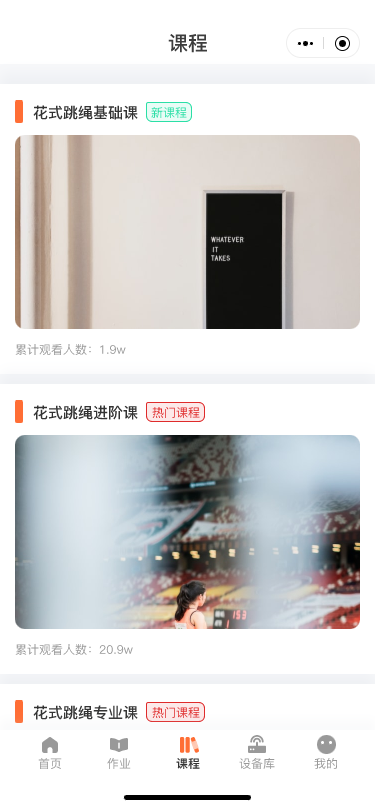 课程
花式跳绳基础课 新课程
WHATEVER
IT
TAKES
累计观看人数：1.9w
花式跳绳进阶课 热门课程
153
累计观看人数：20.9w
花式跳绳专业课 热门课程
首页 作业 课程 设备库 我的